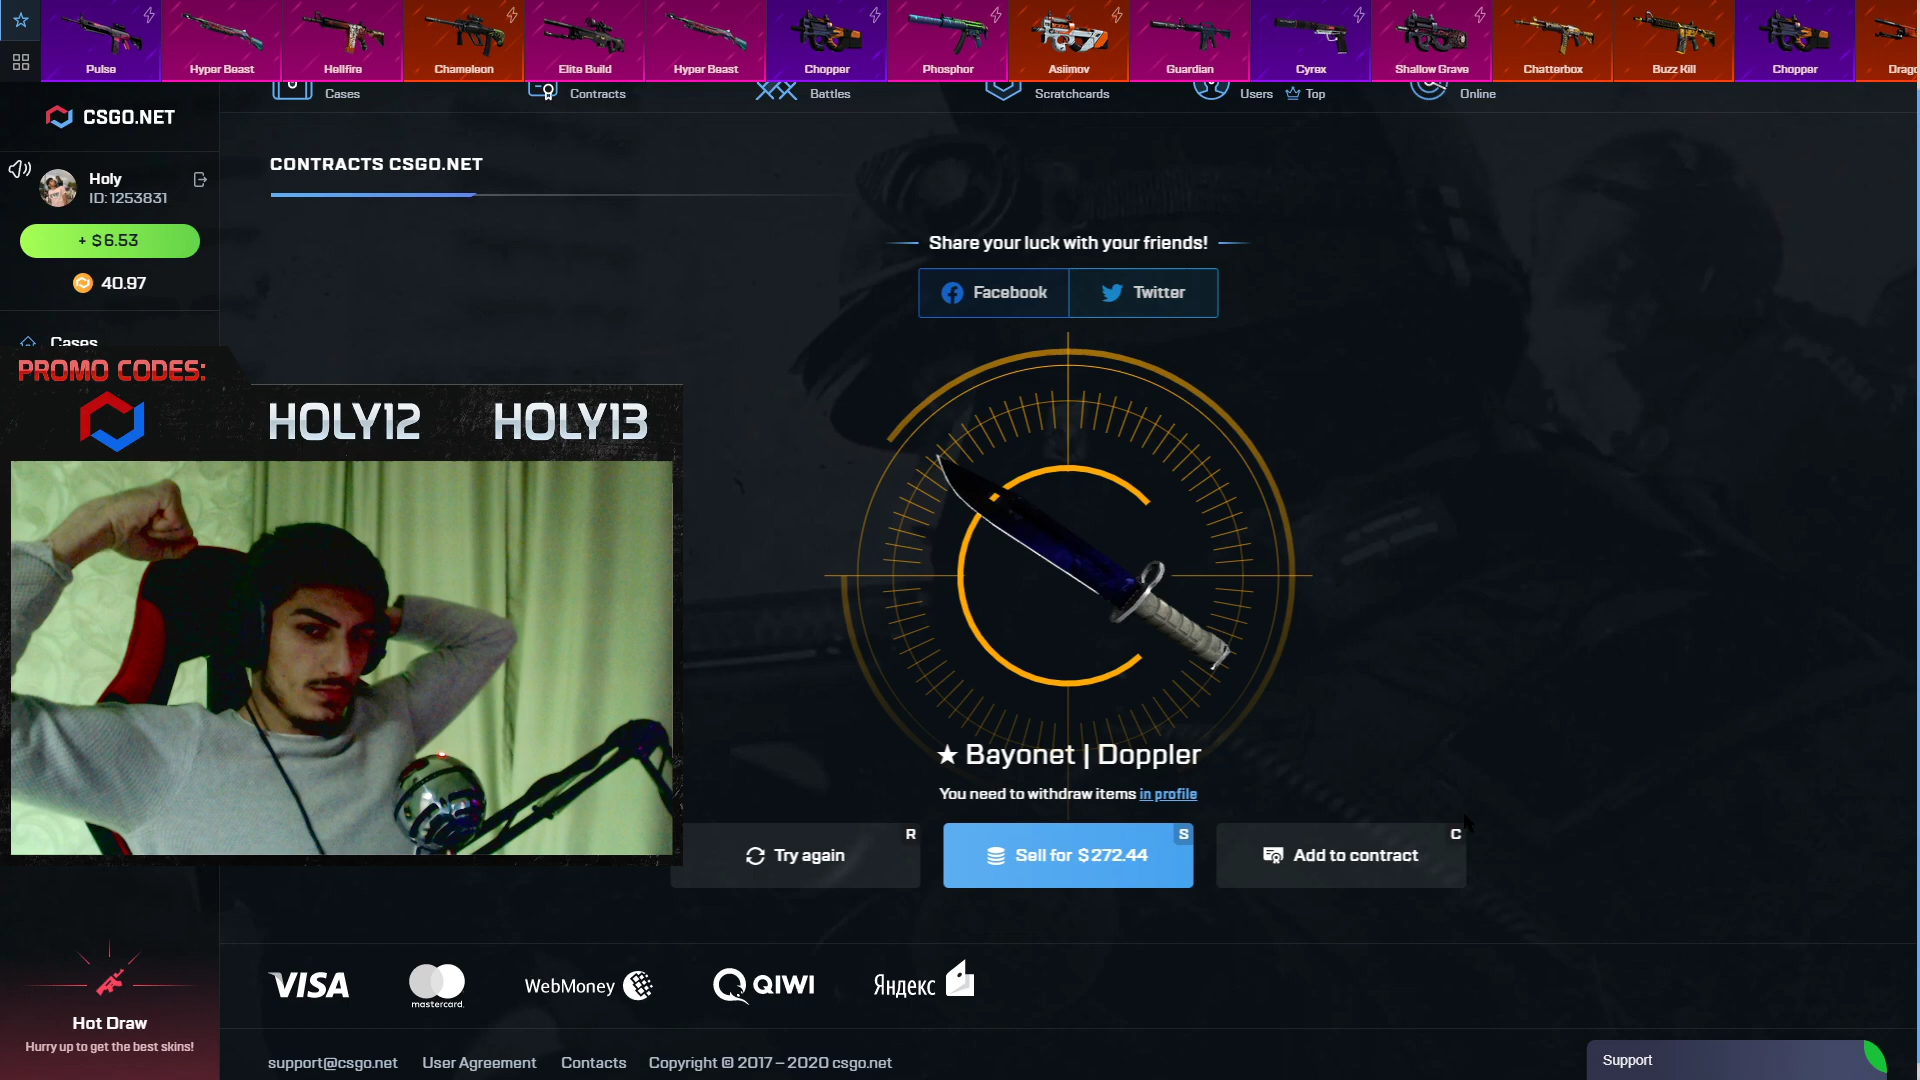 Pulse
Hyper Beast
Hellfire
Chameleon
Elite Build
Hyper Beast
Chopper
Phosphor
Asiimov
Guardian
Cyrex
Shallow Grave
Chatterbox
Buzz Kill
Chopper
Drago
Cases
Contracts
Battles
Scratchcards
Users
Top
Online
CSGO.NET
CONTRACTS CSGO.NET
Holy
ID: 1253831
+ $6.53
40.97
Cases
Share your luck with your friends!
Facebook
Twitter
PROMO CODES:
HOLY12 HOLY13
★ Bayonet | Doppler
You need to withdraw items in profile
Try again
R
Sell for $272.44
S
Add to contract
C
VISA
mastercard.
WebMoney
QIWI
Яндекс
Hot Draw
Hurry up to get the best skins!
support@csgo.net
User Agreement
Contacts
Copyright © 2017 – 2020 csgo.net
Support